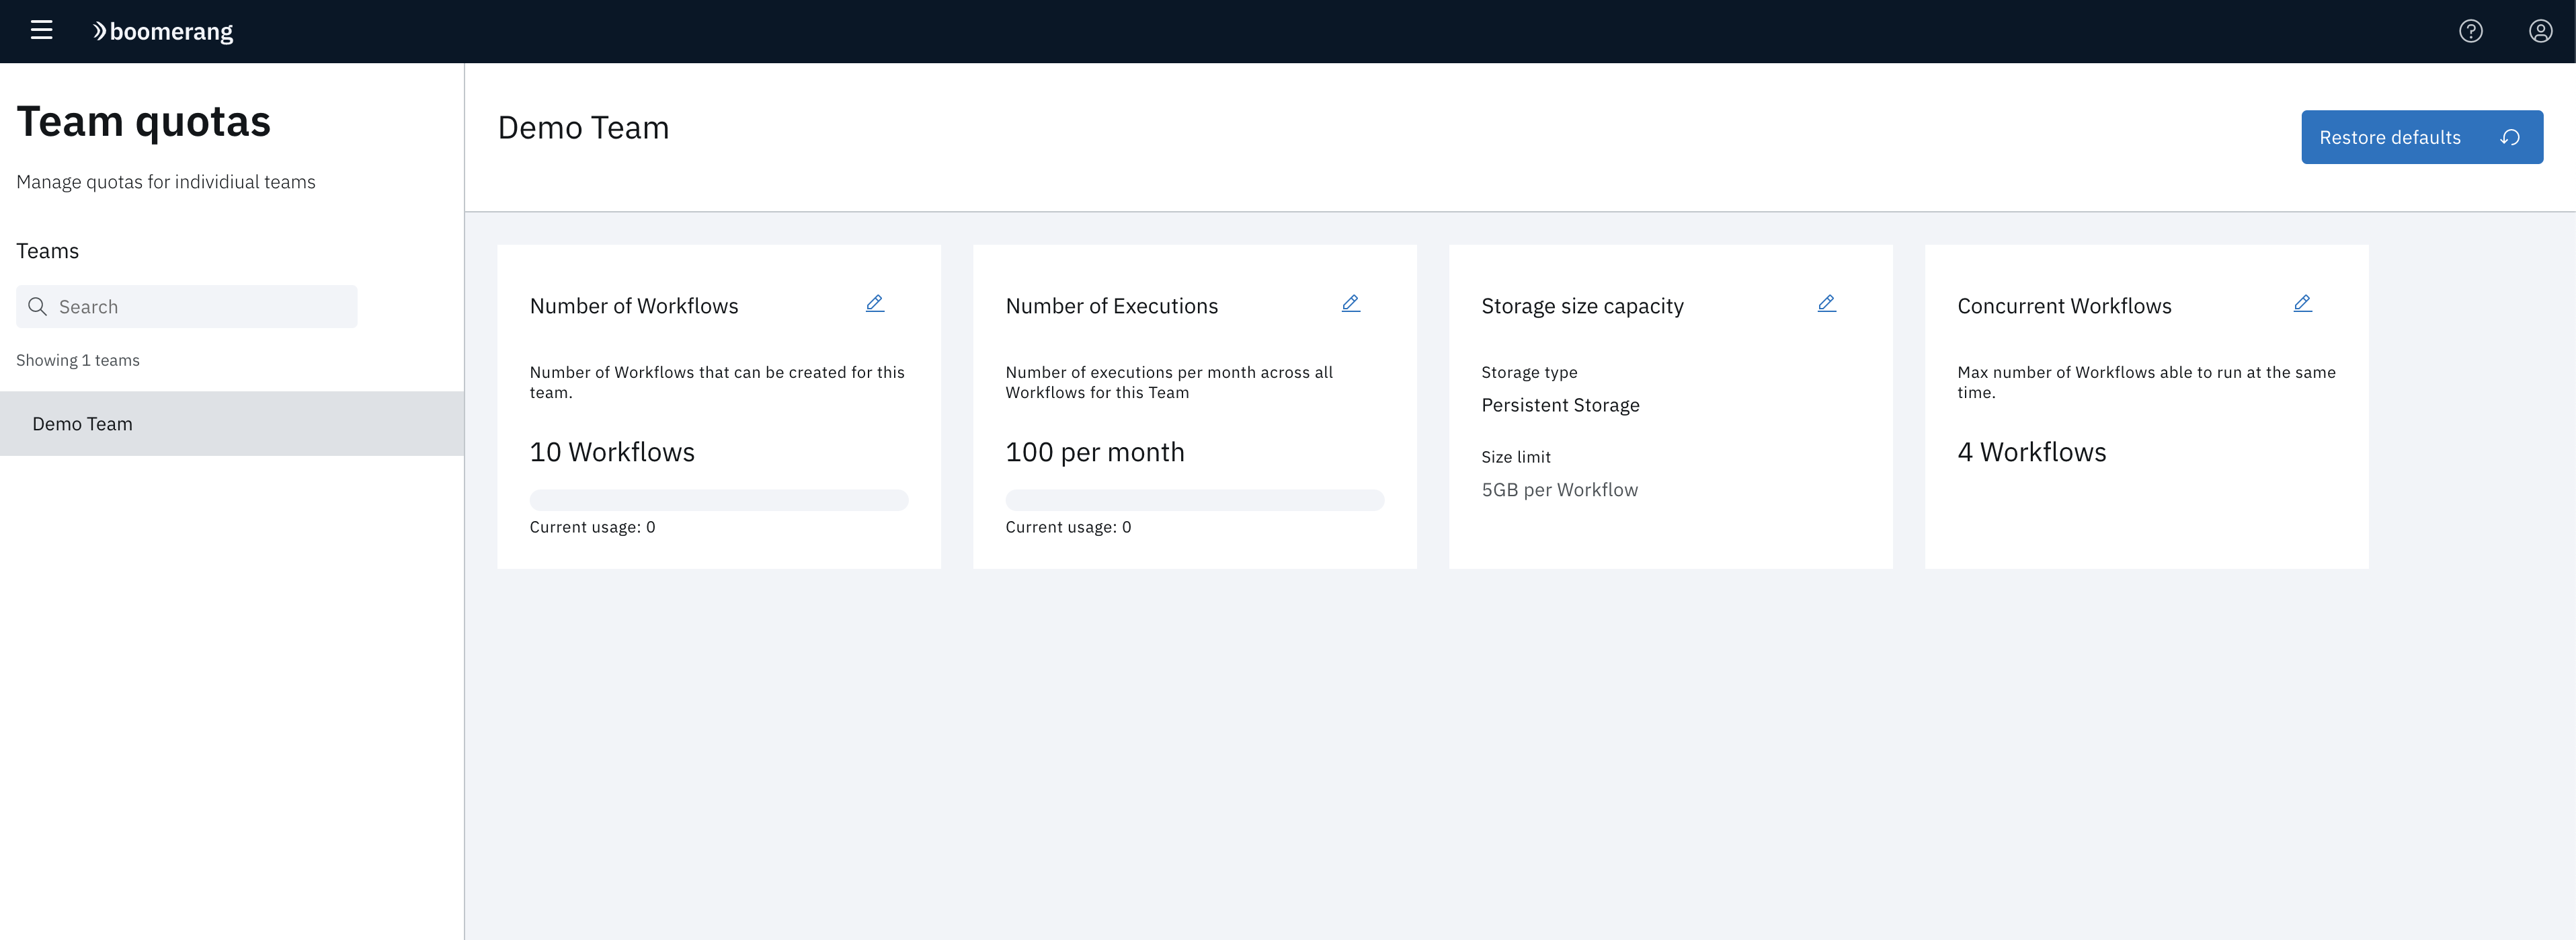 boomerang
Team quotas
Manage quotas for individiual teams
Teams
Search
Showing 1 teams
Demo Team
Demo Team
Restore defaults
Number of Workflows
Number of Workflows that can be created for this
team.
10 Workflows
Current usage: 0
Number of Executions
Number of executions per month across all
Workflows for this Team
100 per month
Current usage: 0
Storage size capacity
Storage type
Persistent Storage
Size limit
5GB per Workflow
Concurrent Workflows
Max number of Workflows able to run at the same
time.
4 Workflows